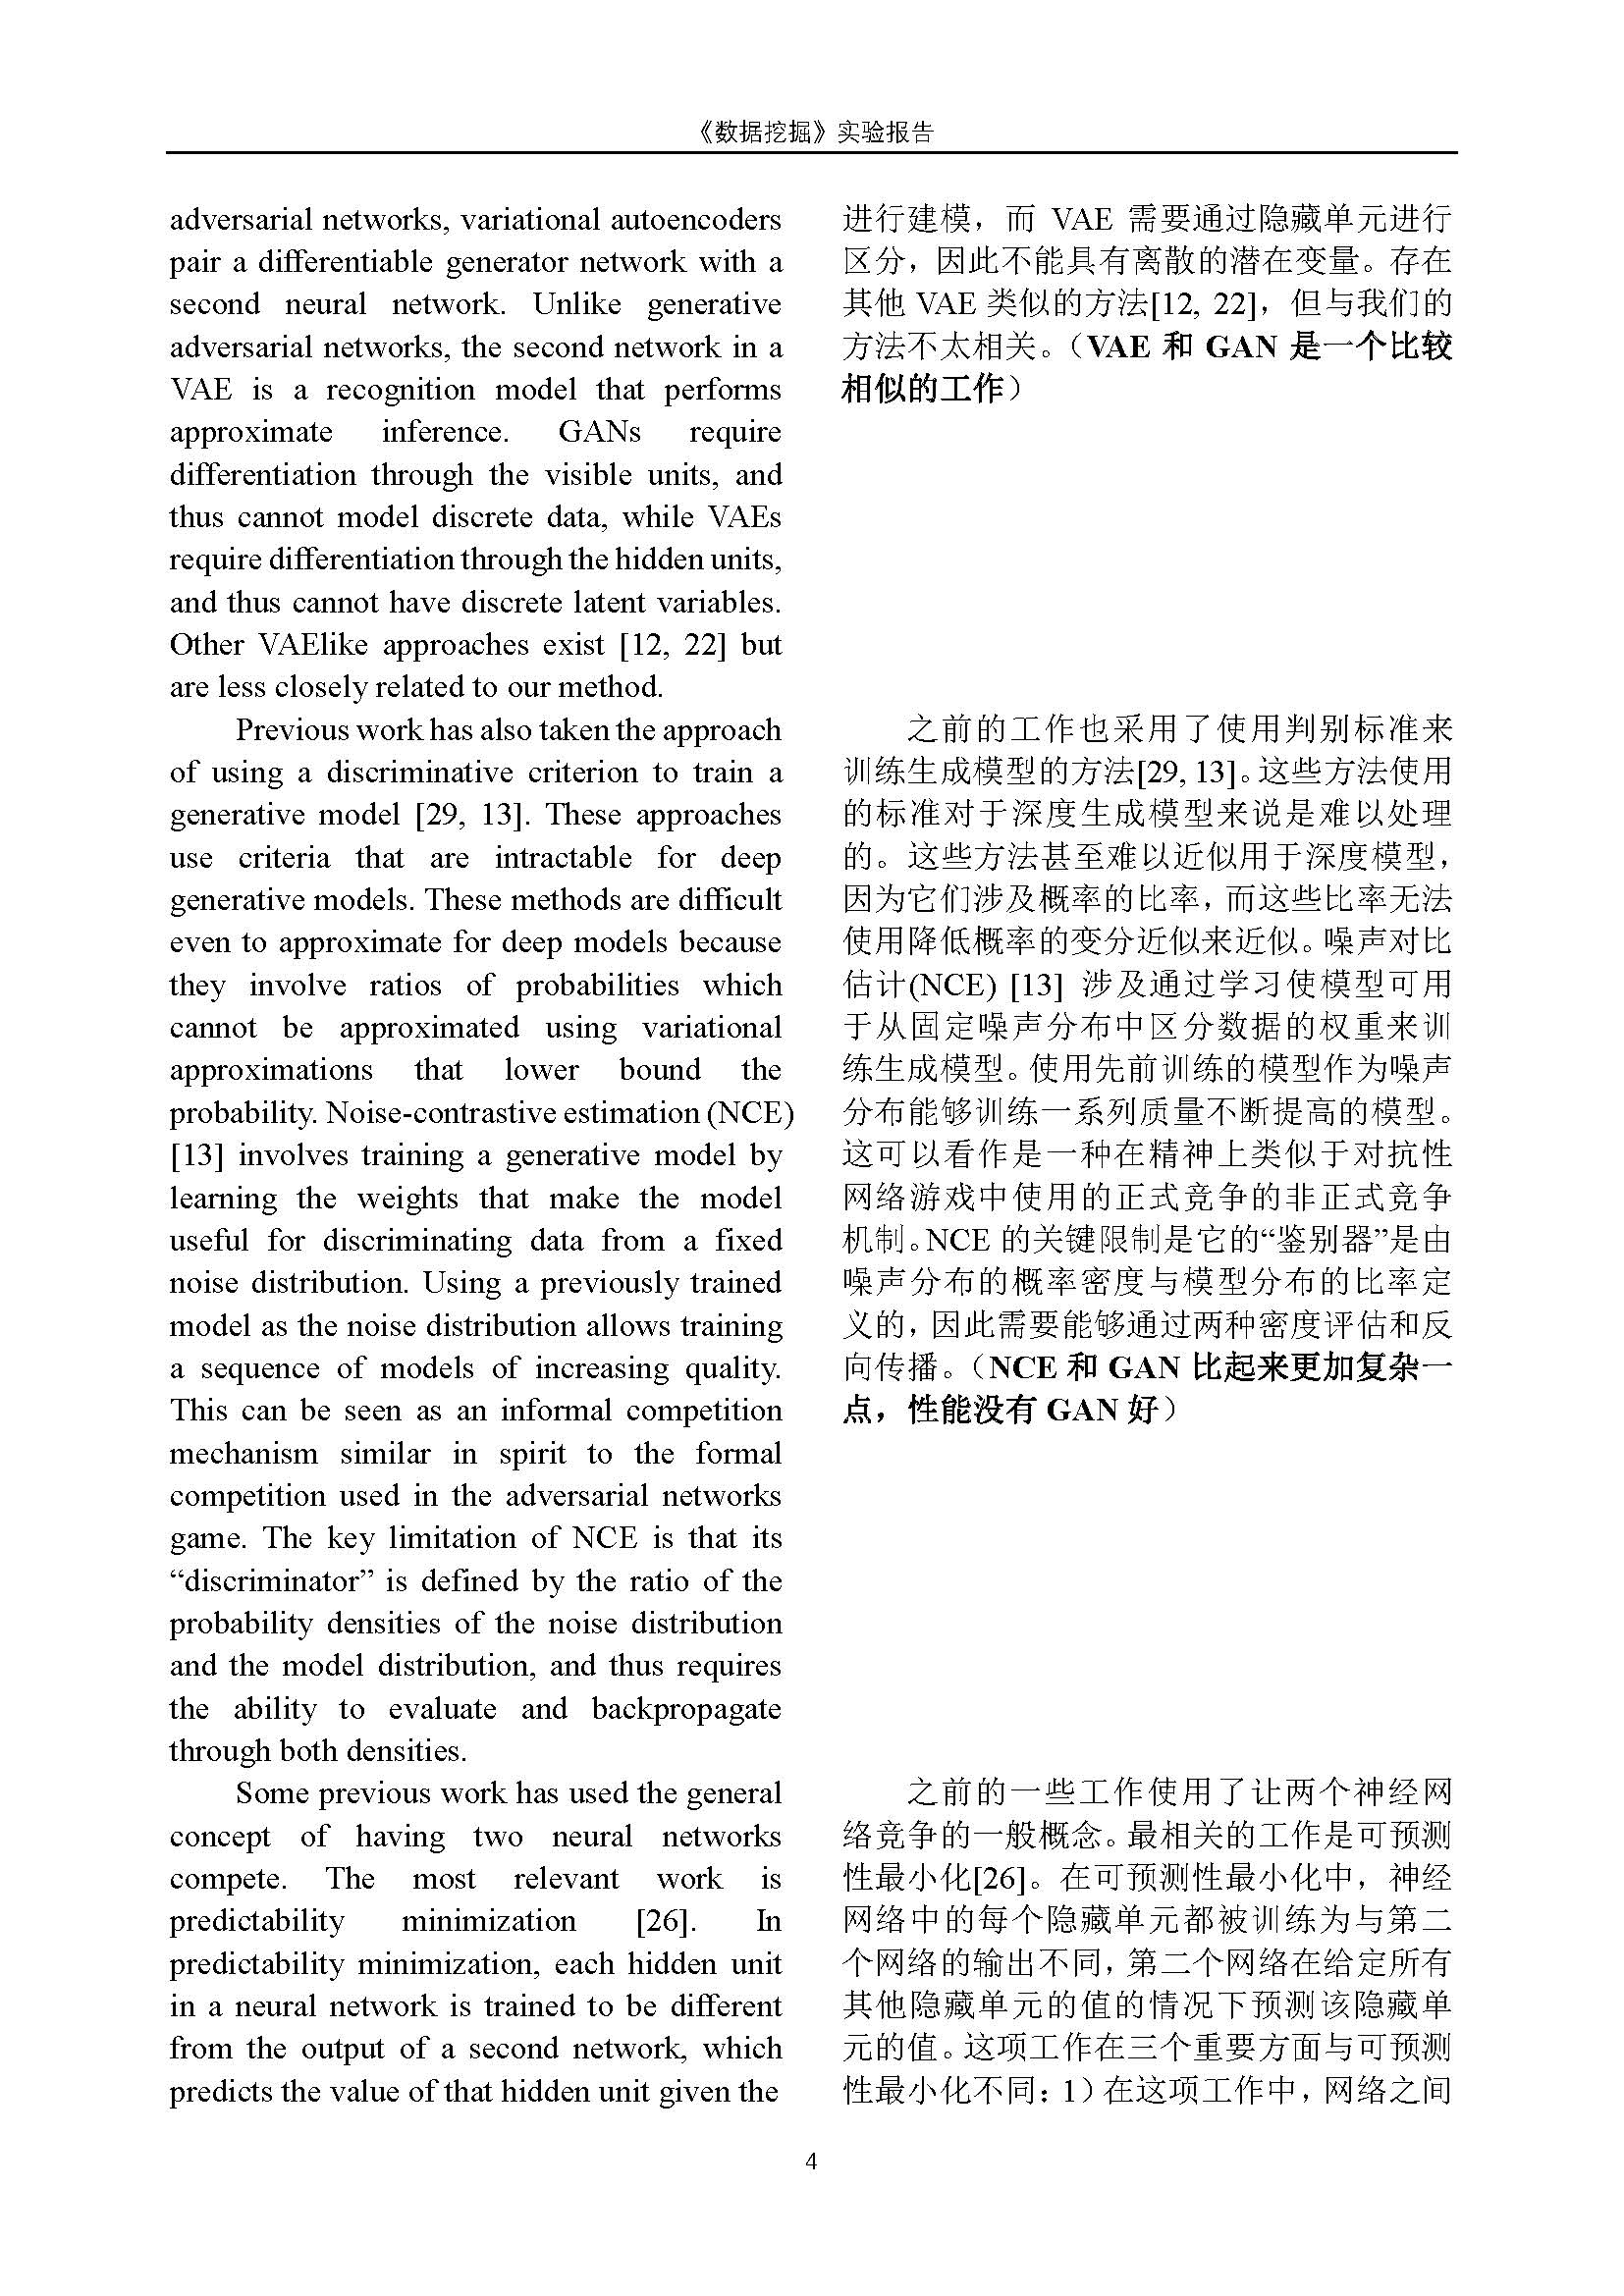 《数据挖掘》实验报告
adversarial networks, variational autoencoders
pair a differentiable generator network with a
second neural network. Unlike generative
adversarial networks, the second network in a
VAE is a recognition model that performs
approximate inference. GANs require
differentiation through the visible units, and
thus cannot model discrete data, while VAEs
require differentiation through the hidden units,
and thus cannot have discrete latent variables.
Other VAElike approaches exist [12, 22] but
are less closely related to our method.
进行建模，而 VAE 需要通过隐藏单元进行
区分，因此不能具有离散的潜在变量。存在
其他 VAE 类似的方法[12, 22]，但与我们的
方法不太相关。（VAE 和 GAN 是一个比较
相似的工作）
Previous work has also taken the approach
of using a discriminative criterion to train a
generative model [29, 13]. These approaches
use criteria that are intractable for deep
generative models. These methods are difficult
even to approximate for deep models because
they involve ratios of probabilities which
cannot be approximated using variational
approximations that lower bound the
probability. Noise-contrastive estimation (NCE)
[13] involves training a generative model by
learning the weights that make the model
useful for discriminating data from a fixed
noise distribution. Using a previously trained
model as the noise distribution allows training
a sequence of models of increasing quality.
This can be seen as an informal competition
mechanism similar in spirit to the formal
competition used in the adversarial networks
game. The key limitation of NCE is that its
“discriminator” is defined by the ratio of the
probability densities of the noise distribution
and the model distribution, and thus requires
the ability to evaluate and backpropagate
through both densities.
之前的工作也采用了使用判别标准来
训练生成模型的方法[29, 13]。这些方法使用
的标准对于深度生成模型来说是难以处理
的。这些方法甚至难以近似用于深度模型，
因为它们涉及概率的比率，而这些比率无法
使用降低概率的变分近似来近似。噪声对比
估计(NCE) [13] 涉及通过学习使模型可用
于从固定噪声分布中区分数据的权重来训
练生成模型。使用先前训练的模型作为噪声
分布能够训练一系列质量不断提高的模型。
这可以看作是一种在精神上类似于对抗性
网络游戏中使用的正式竞争的非正式竞争
机制。NCE 的关键限制是它的“鉴别器”是由
噪声分布的概率密度与模型分布的比率定
义的，因此需要能够通过两种密度评估和反
向传播。（NCE 和 GAN 比起来更加复杂一
点，性能没有 GAN 好）
Some previous work has used the general
concept of having two neural networks
compete. The most relevant work is
predictability minimization [26]. In
predictability minimization, each hidden unit
in a neural network is trained to be different
from the output of a second network, which
predicts the value of that hidden unit given the
之前的一些工作使用了让两个神经网
络竞争的一般概念。最相关的工作是可预测
性最小化[26]。在可预测性最小化中，神经
网络中的每个隐藏单元都被训练为与第二
个网络的输出不同，第二个网络在给定所有
其他隐藏单元的值的情况下预测该隐藏单
元的值。这项工作在三个重要方面与可预测
性最小化不同：1）在这项工作中，网络之间
4